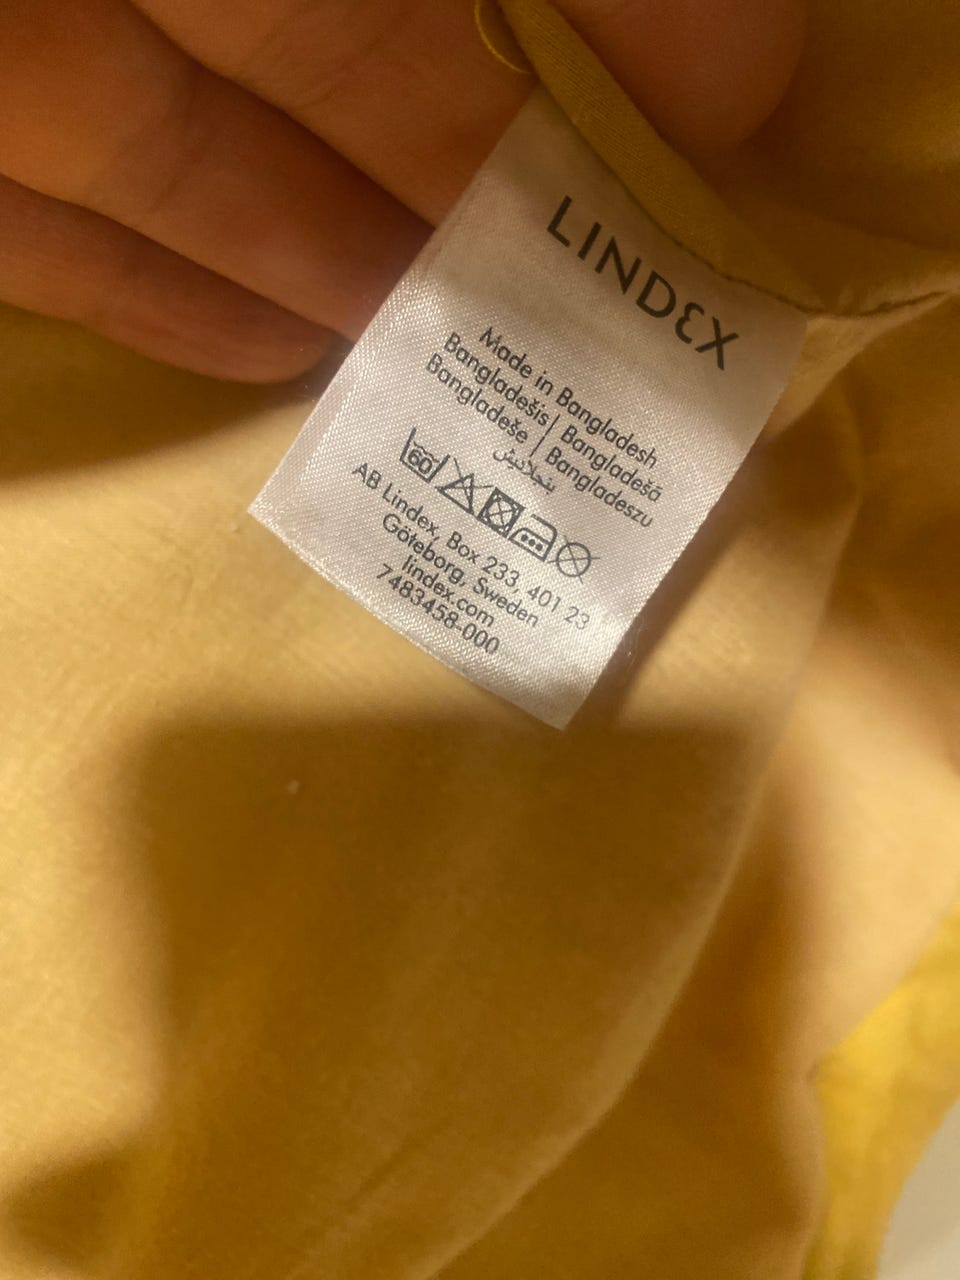 LINDEX
Made in Bangladesh
Bangladešis/Bangladešā
Bangladeše/Bangladeszu
بنجلاديش
60
AB Lindex, Box 233, 401 23
Göteborg, Sweden
lindex.com
7483458-000